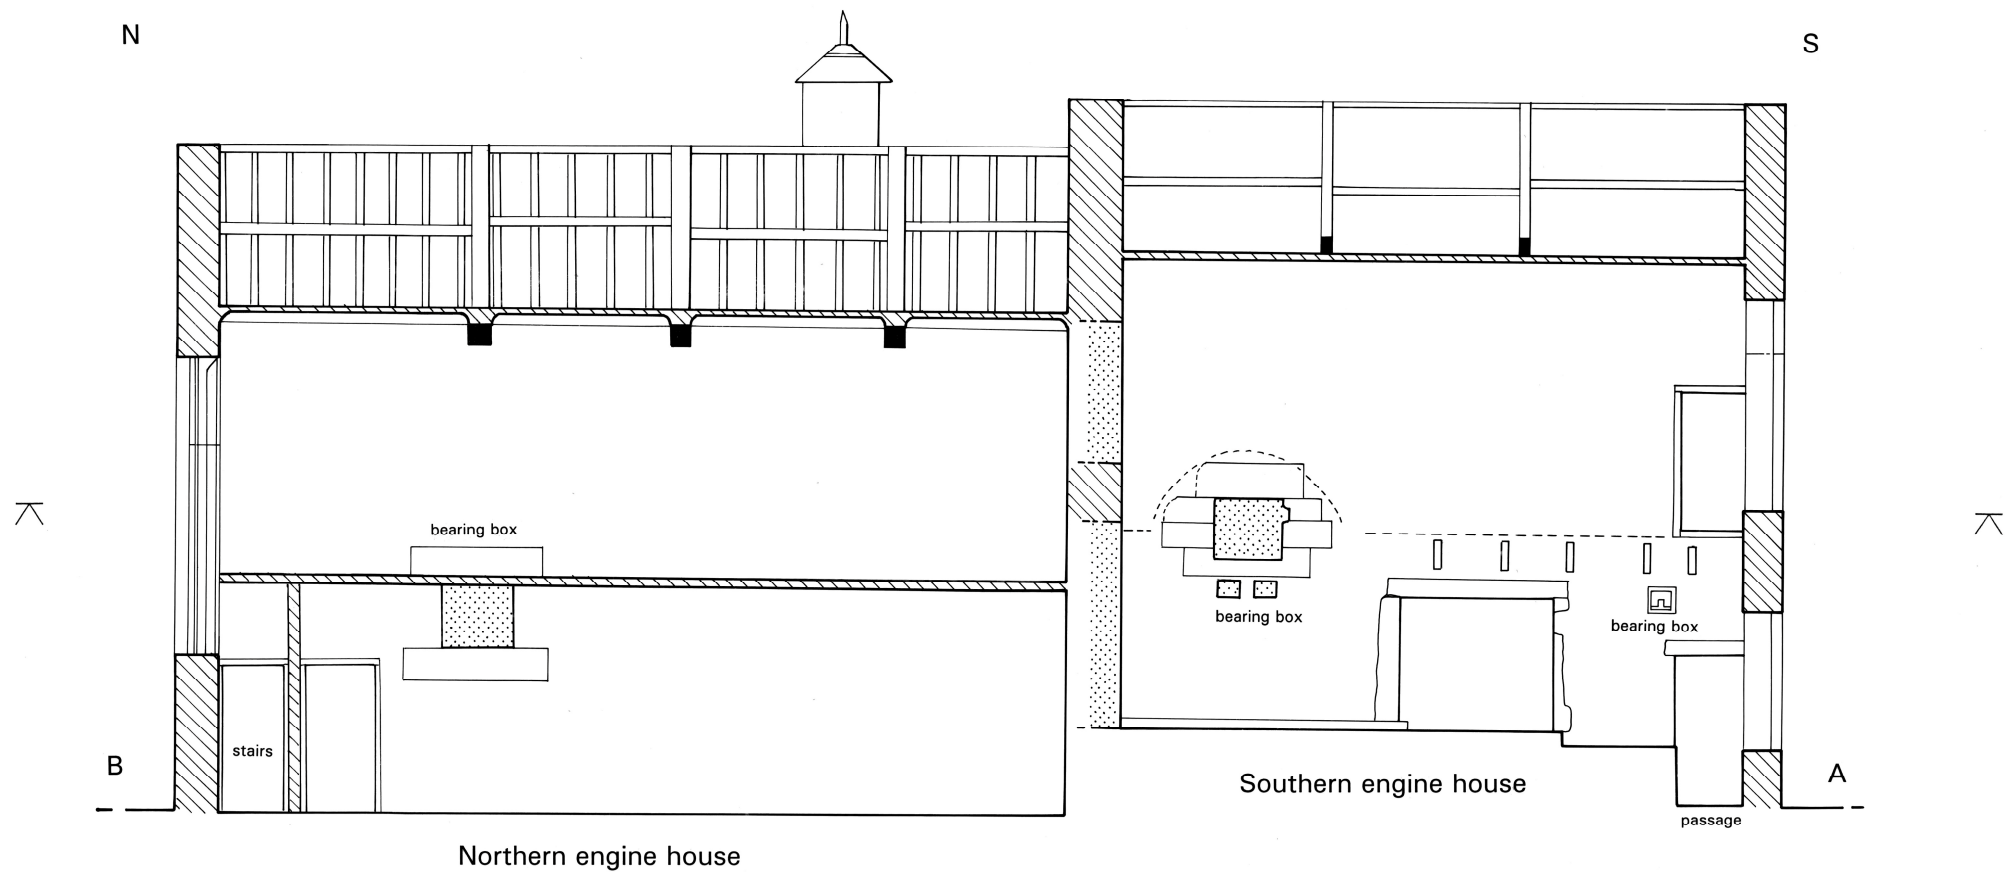 N
S
bearing box
bearing box
bearing box
stairs
B
A
Southern engine house
passage
Northern engine house